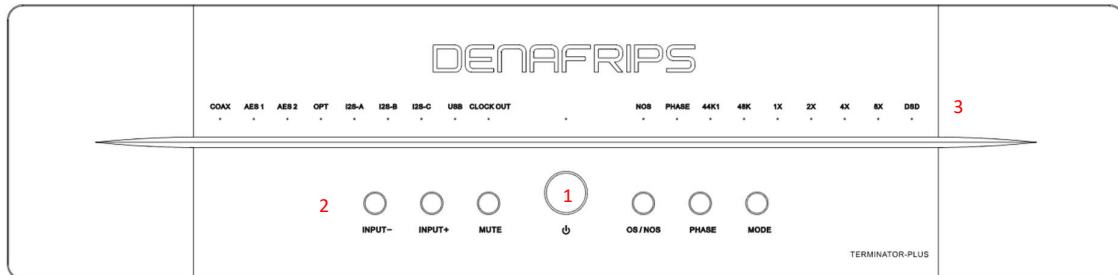 DENAFRIPS
COAX AES 1 AES 2 OPT I2S-A I2S-B I2S-C USB CLOCK OUT NOS PHASE 44K1 48K 1X 2X 4X 8X DSD 3
2 1
INPUT− INPUT+ MUTE OS / NOS PHASE MODE
TERMINATOR-PLUS